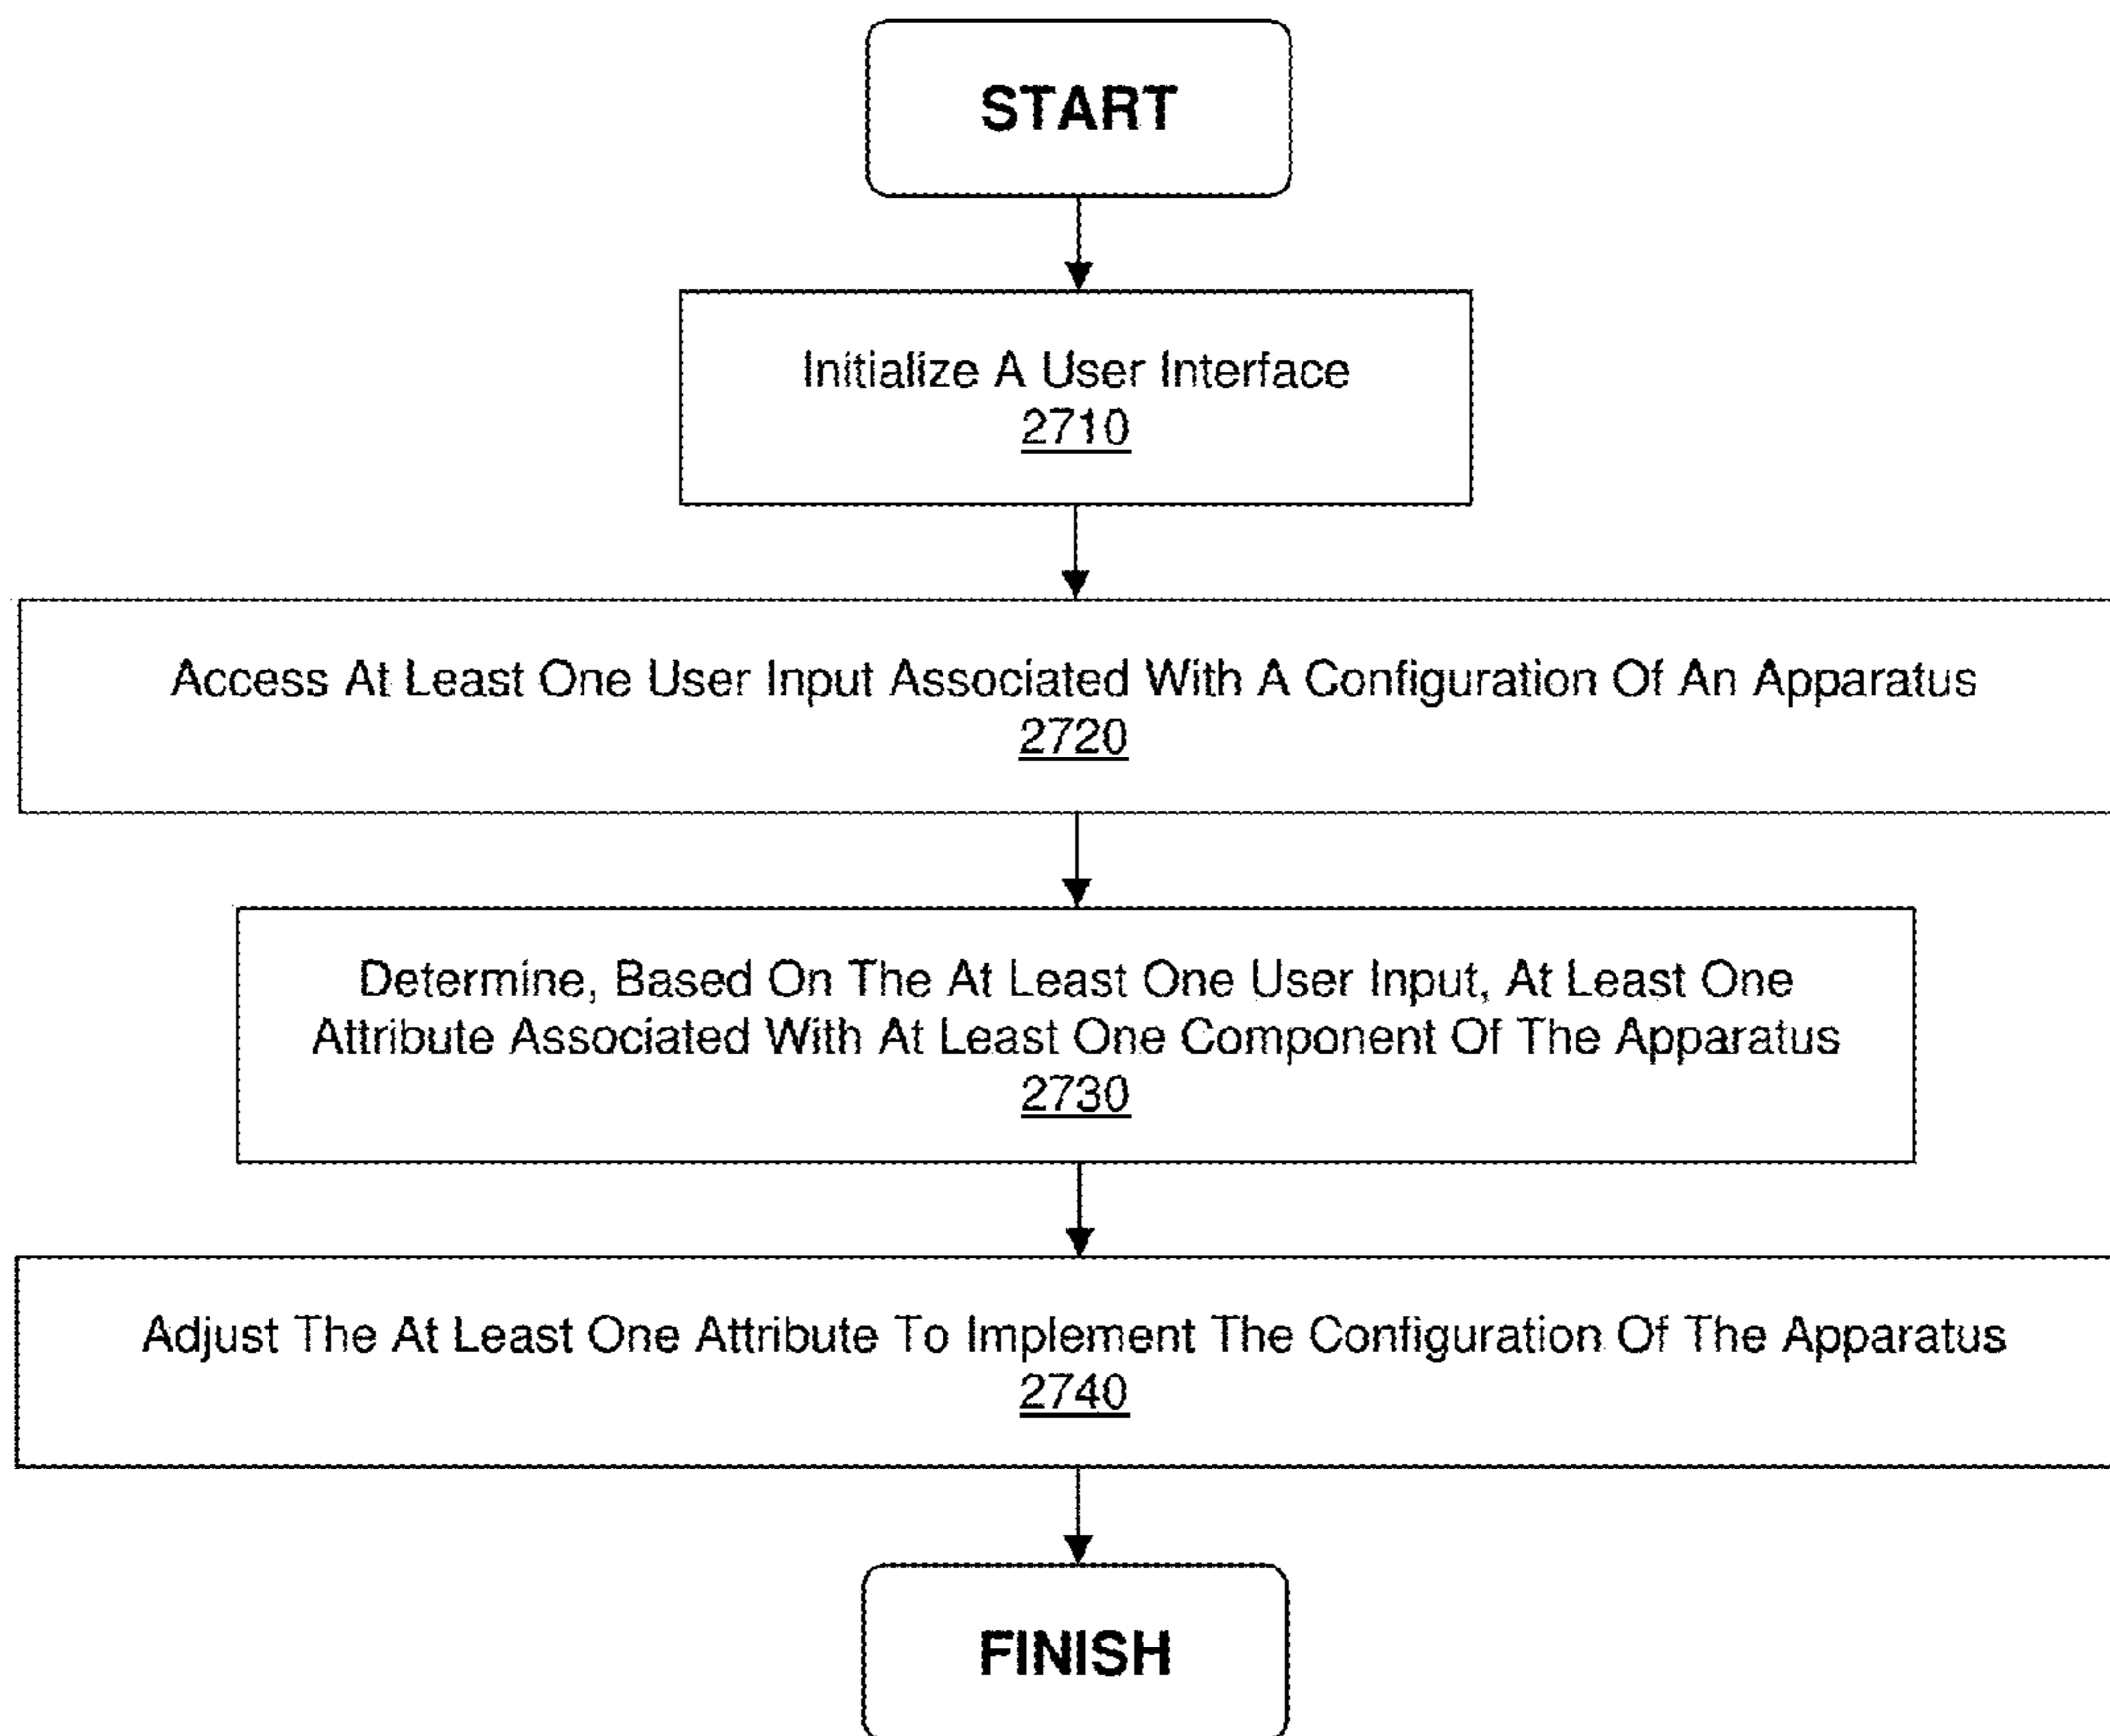 START
Initialize A User Interface
2710
Access At Least One User Input Associated With A Configuration Of An Apparatus
2720
Determine, Based On The At Least One User Input, At Least One
Attribute Associated With At Least One Component Of The Apparatus
2730
Adjust The At Least One Attribute To Implement The Configuration Of The Apparatus
2740
FINISH